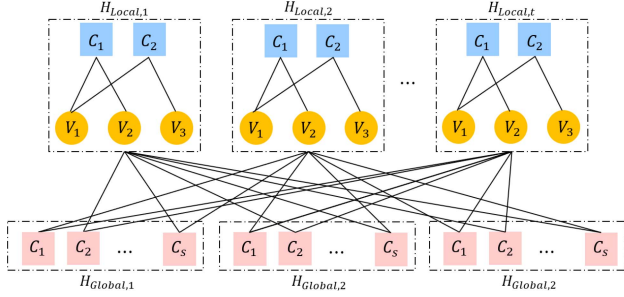 H_{Local,1} H_{Local,2} H_{Local,t}
C_1 C_2 C_1 C_2 C_1 C_2
...
V_1 V_2 V_3 V_1 V_2 V_3 V_1 V_2 V_3
C_1 C_2 ... C_s C_1 C_2 ... C_s C_1 C_2 ... C_s
H_{Global,1} H_{Global,2} H_{Global,2}